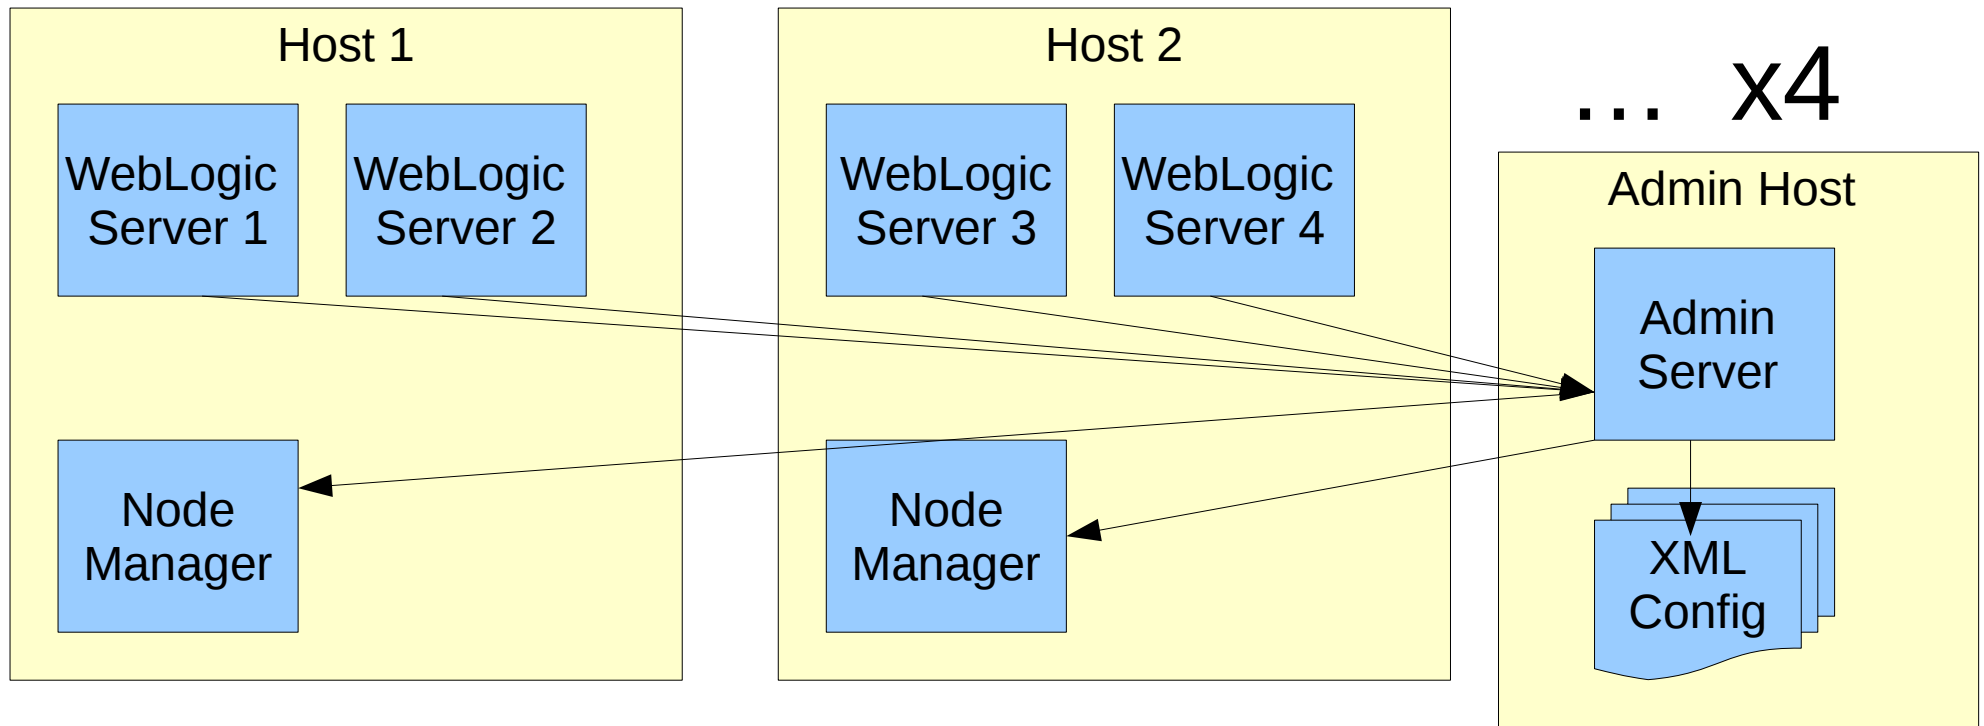 Host 1
WebLogic
Server 1
WebLogic
Server 2
Node
Manager
Host 2
WebLogic
Server 3
WebLogic
Server 4
Node
Manager
... x4
Admin Host
Admin
Server
XML
Config